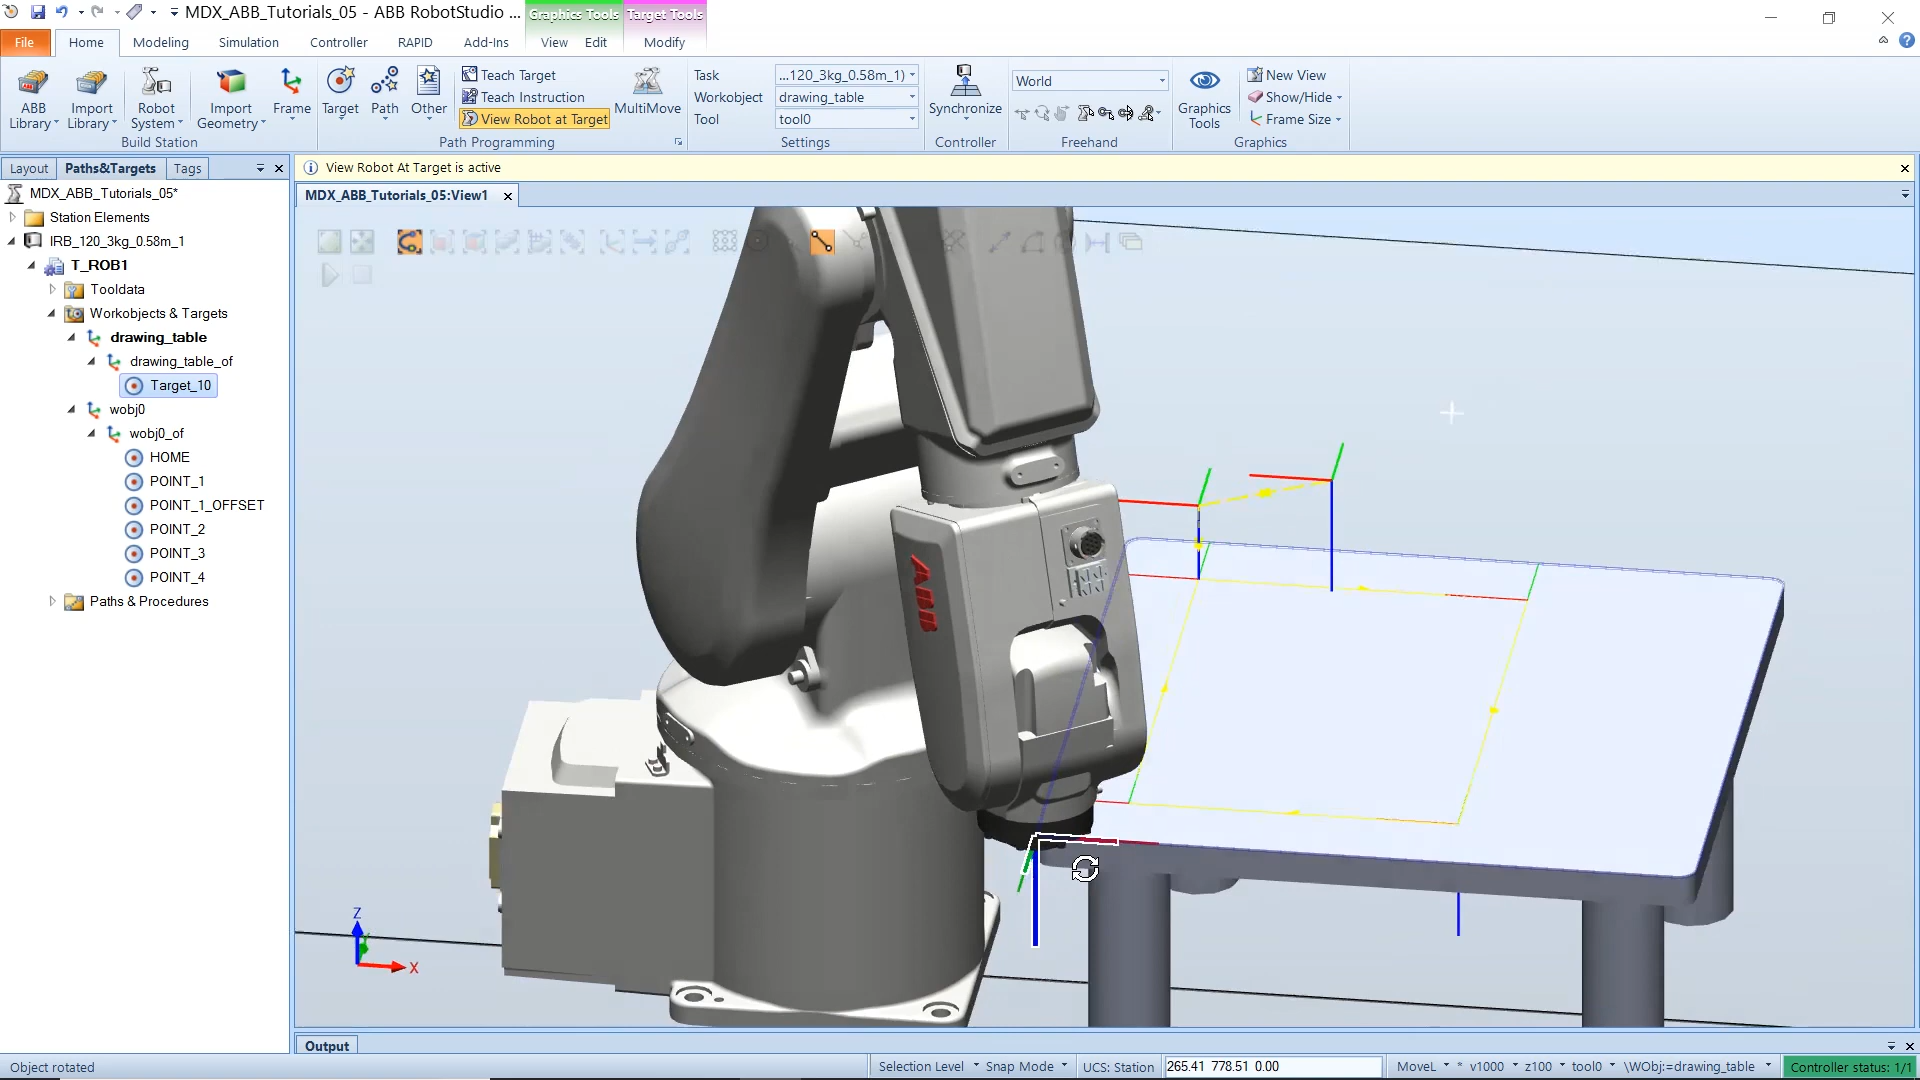 MDX_ABB_Tutorials_05 - ABB RobotStudio ...
Graphics Tools Target Tools
File Home Modeling Simulation Controller RAPID Add-Ins View Edit Modify
ABB Library
Import Library
Robot System
Import Geometry
Frame
Build Station
Target
Path
Other
Teach Target
Teach Instruction
View Robot at Target
MultiMove
Path Programming
Task ...120_3kg_0.58m_1)
Workobject drawing_table
Tool tool0
Settings
Synchronize
Controller
World
Freehand
Graphics Tools
New View
Show/Hide
Frame Size
Graphics
Layout Paths&Targets Tags
View Robot At Target is active
MDX_ABB_Tutorials_05:View1
MDX_ABB_Tutorials_05*
Station Elements
IRB_120_3kg_0.58m_1
T_ROB1
Tooldata
Workobjects & Targets
drawing_table
drawing_table_of
Target_10
wobj0
wobj0_of
HOME
POINT_1
POINT_1_OFFSET
POINT_2
POINT_3
POINT_4
Paths & Procedures
ABB
Z
X
Output
Object rotated
Selection Level Snap Mode UCS: Station 265.41 778.51 0.00 MoveL * v1000 z100 tool0 \WObj:=drawing_table Controller status: 1/1